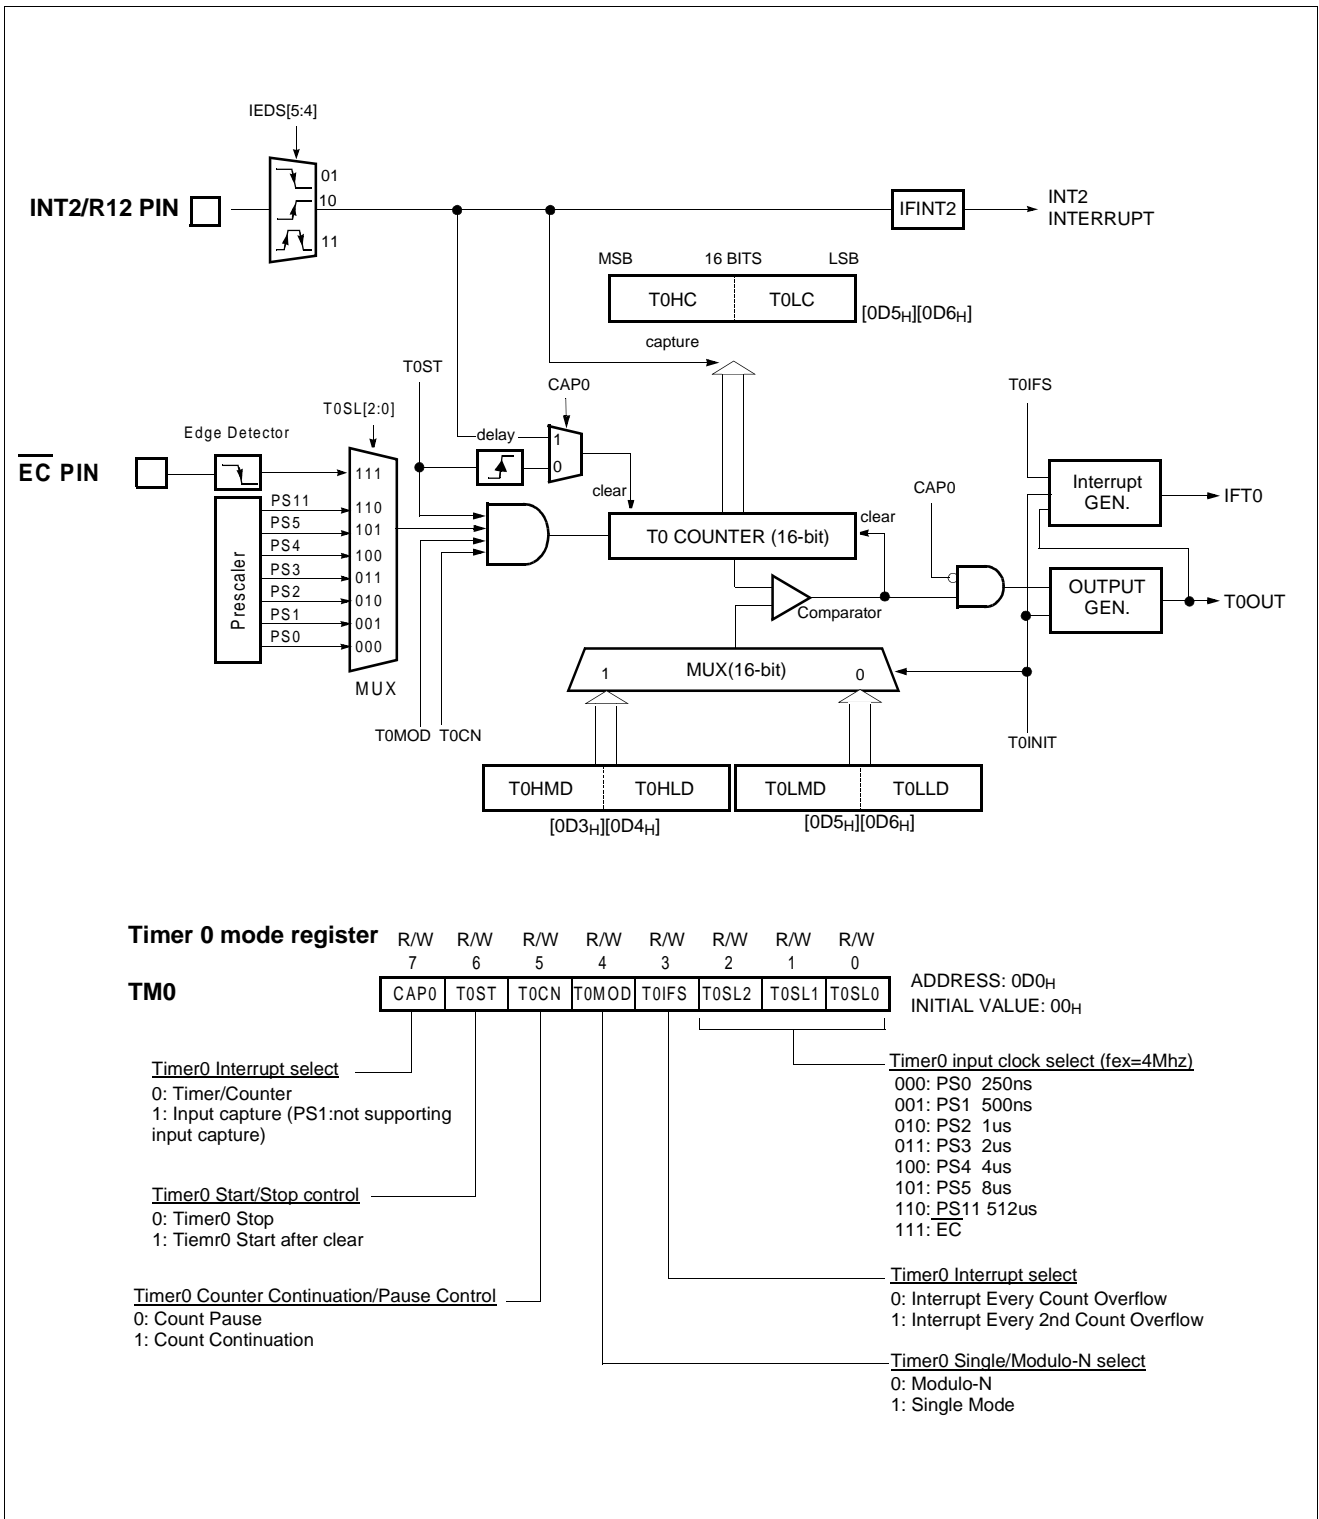 IEDS[5:4]
01
INT2/R12 PIN
10
11
IFINT2
INT2
INTERRUPT
MSB 16 BITS LSB
T0HC T0LC
[0D5H][0D6H]
capture
T0ST
CAP0
T0IFS
T0SL[2:0]
Edge Detector
delay
1
0
EC PIN
111
clear
CAP0
Interrupt
GEN.
IFT0
Prescaler
PS11 110
PS5 101
PS4 100
PS3 011
PS2 010
PS1 001
PS0 000
MUX
T0 COUNTER (16-bit)
clear
Comparator
OUTPUT
GEN.
T0OUT
1 MUX(16-bit) 0
T0MOD T0CN
T0INIT
T0HMD T0HLD
T0LMD T0LLD
[0D3H][0D4H]
[0D5H][0D6H]
Timer 0 mode register
R/W R/W R/W R/W R/W R/W R/W R/W
7 6 5 4 3 2 1 0
TM0
CAP0 T0ST T0CN T0MOD T0IFS T0SL2 T0SL1 T0SL0
ADDRESS: 0D0H
INITIAL VALUE: 00H
Timer0 Interrupt select
0: Timer/Counter
1: Input capture (PS1:not supporting
input capture)
Timer0 Start/Stop control
0: Timer0 Stop
1: Tiemr0 Start after clear
Timer0 Counter Continuation/Pause Control
0: Count Pause
1: Count Continuation
Timer0 input clock select (fex=4Mhz)
000: PS0 250ns
001: PS1 500ns
010: PS2 1us
011: PS3 2us
100: PS4 4us
101: PS5 8us
110: PS11 512us
111: EC
Timer0 Interrupt select
0: Interrupt Every Count Overflow
1: Interrupt Every 2nd Count Overflow
Timer0 Single/Modulo-N select
0: Modulo-N
1: Single Mode